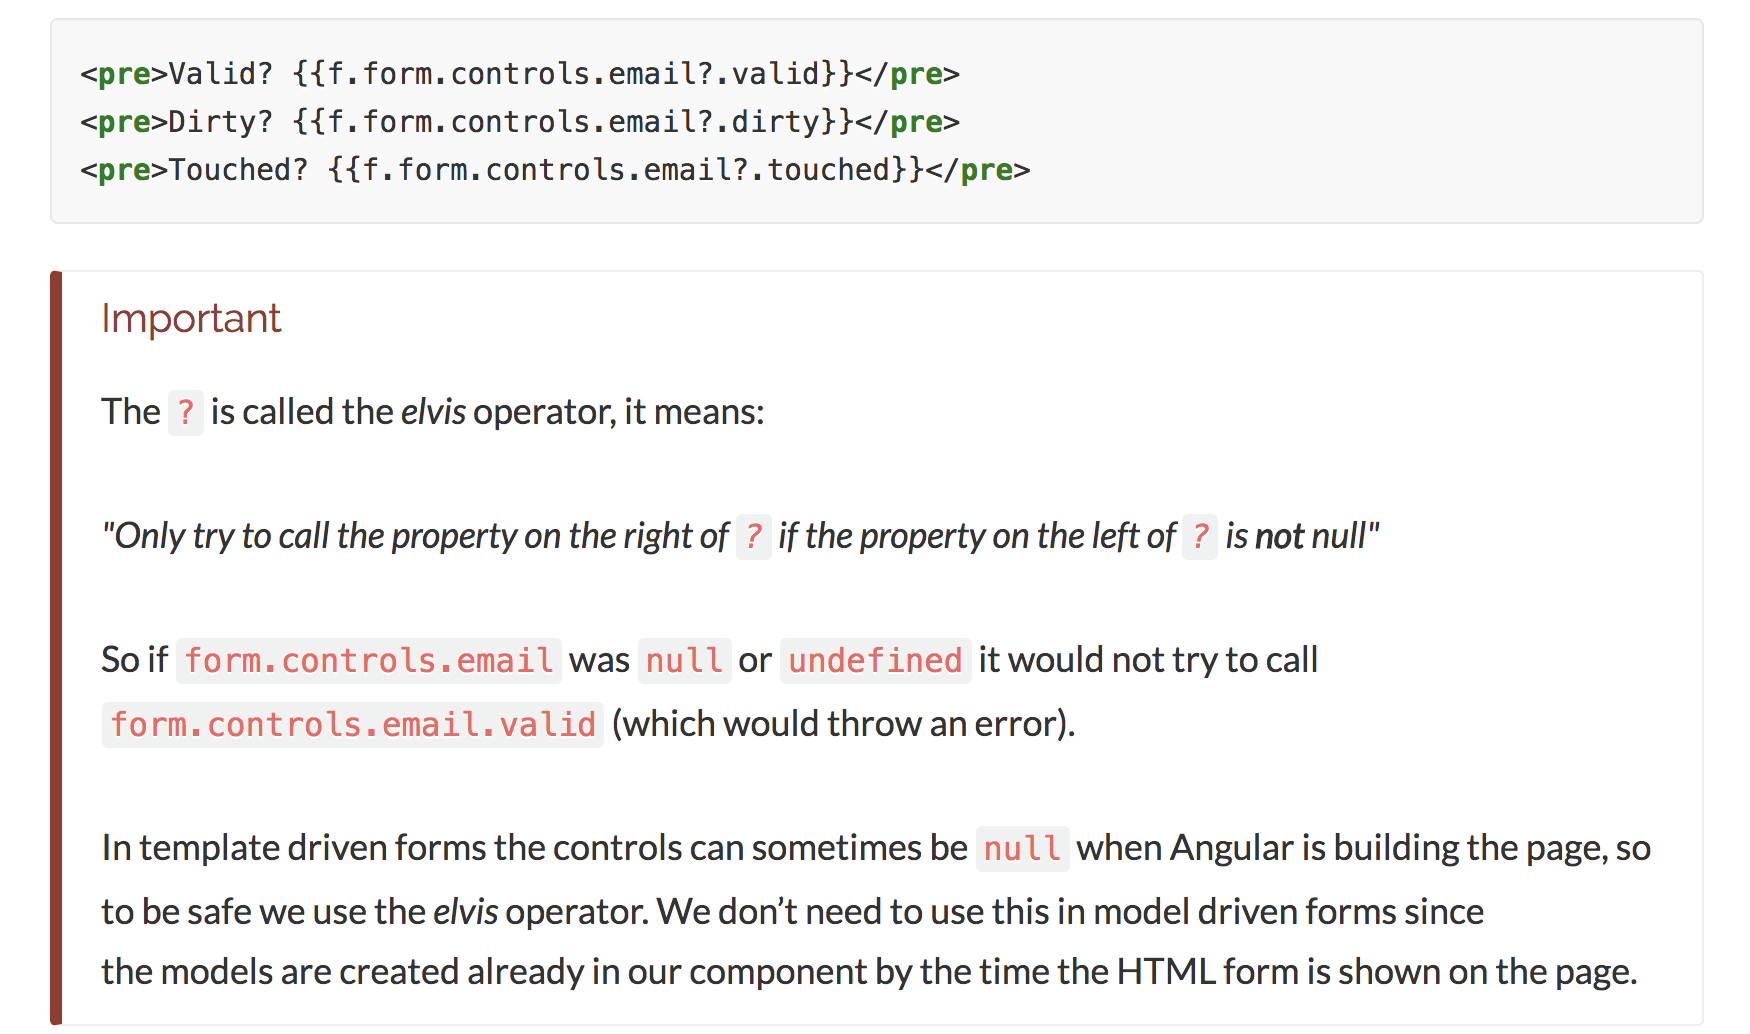 <pre>Valid? {{f.form.controls.email?.valid}}</pre>
<pre>Dirty? {{f.form.controls.email?.dirty}}</pre>
<pre>Touched? {{f.form.controls.email?.touched}}</pre>
Important
The ? is called the elvis operator, it means:
"Only try to call the property on the right of ? if the property on the left of ? is not null"
So if form.controls.email was null or undefined it would not try to call
form.controls.email.valid (which would throw an error).
In template driven forms the controls can sometimes be null when Angular is building the page, so
to be safe we use the elvis operator. We don’t need to use this in model driven forms since
the models are created already in our component by the time the HTML form is shown on the page.